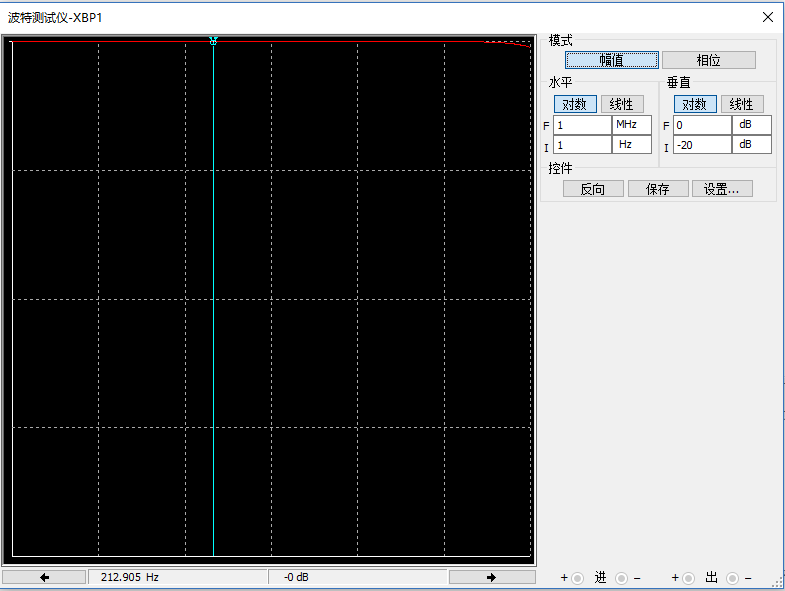 波特测试仪-XBP1
模式
幅值 相位
水平 垂直
对数 线性 对数 线性
F 1 MHz F 0 dB
I 1 Hz I -20 dB
控件
反向 保存 设置...
212.905 Hz -0 dB
+ 进 − + 出 −